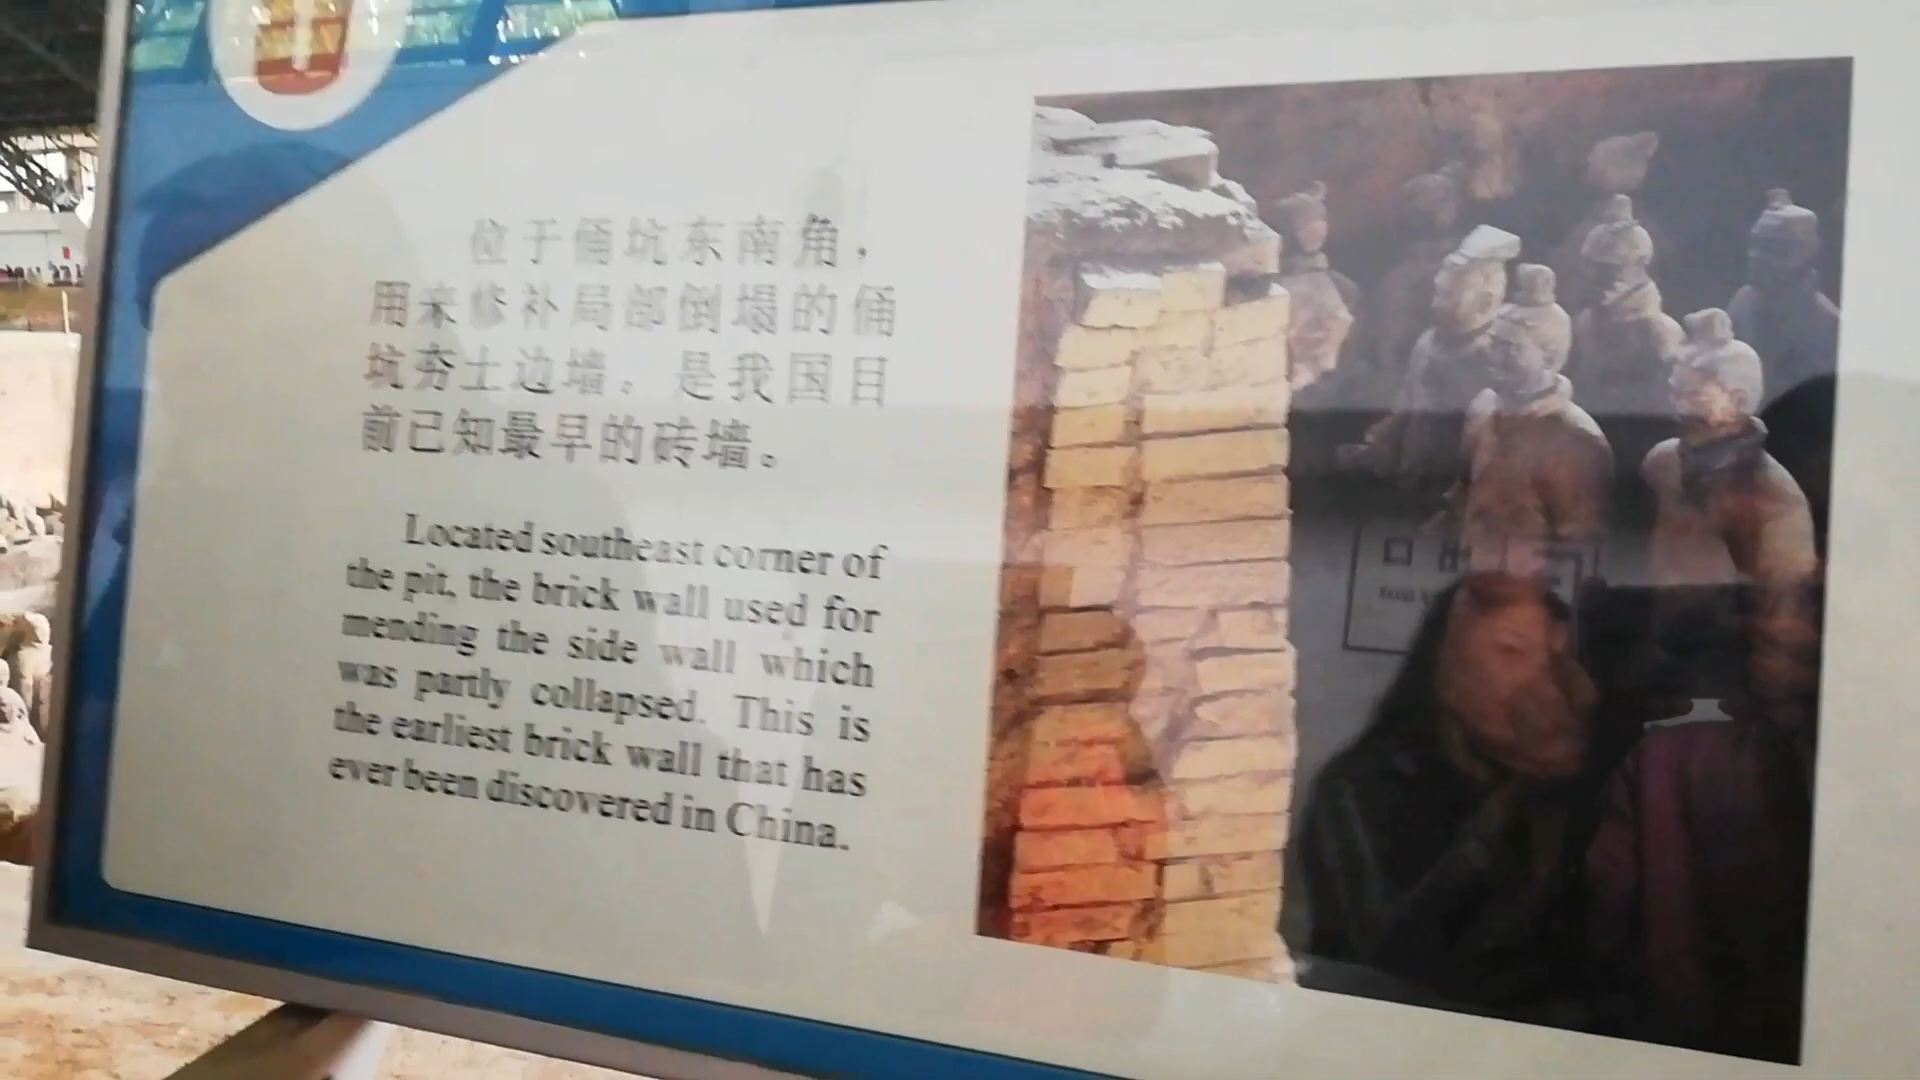 位于俑坑东南角，
用来修补局部倒塌的俑
坑夯土边墙。是我国目
前已知最早的砖墙。
Located southeast corner of
the pit, the brick wall used for
mending the side wall which
was partly collapsed. This is
the earliest brick wall that has
ever been discovered in China.